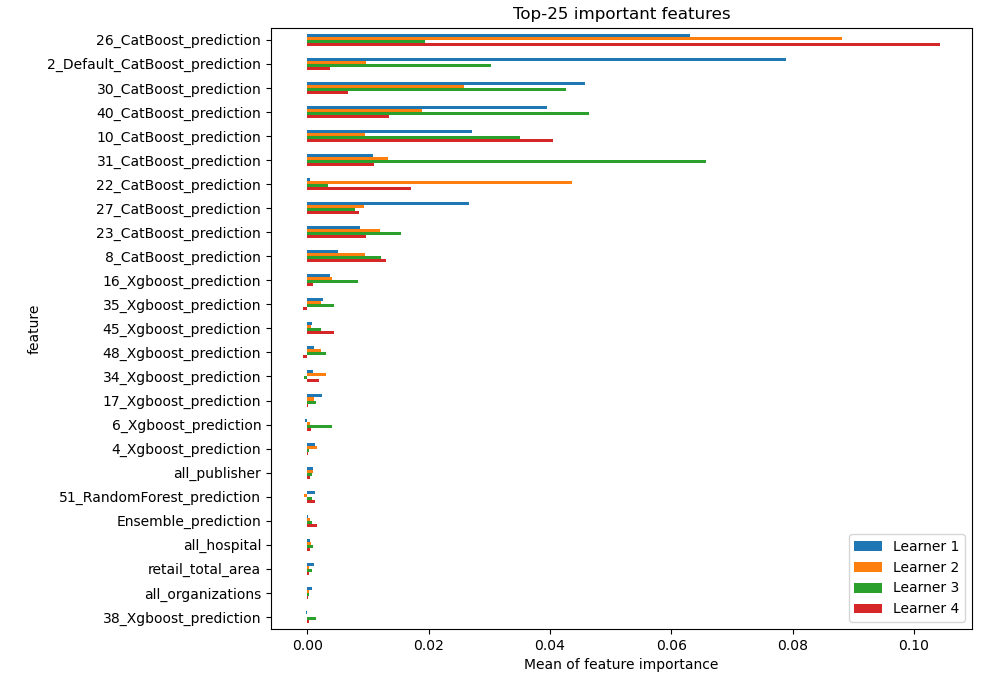 Top-25 important features
26_CatBoost_prediction
2_Default_CatBoost_prediction
30_CatBoost_prediction
40_CatBoost_prediction
10_CatBoost_prediction
31_CatBoost_prediction
22_CatBoost_prediction
27_CatBoost_prediction
23_CatBoost_prediction
8_CatBoost_prediction
16_Xgboost_prediction
35_Xgboost_prediction
45_Xgboost_prediction
48_Xgboost_prediction
34_Xgboost_prediction
17_Xgboost_prediction
6_Xgboost_prediction
4_Xgboost_prediction
all_publisher
51_RandomForest_prediction
Ensemble_prediction
all_hospital
retail_total_area
all_organizations
38_Xgboost_prediction
feature
Learner 1
Learner 2
Learner 3
Learner 4
0.00 0.02 0.04 0.06 0.08 0.10
Mean of feature importance